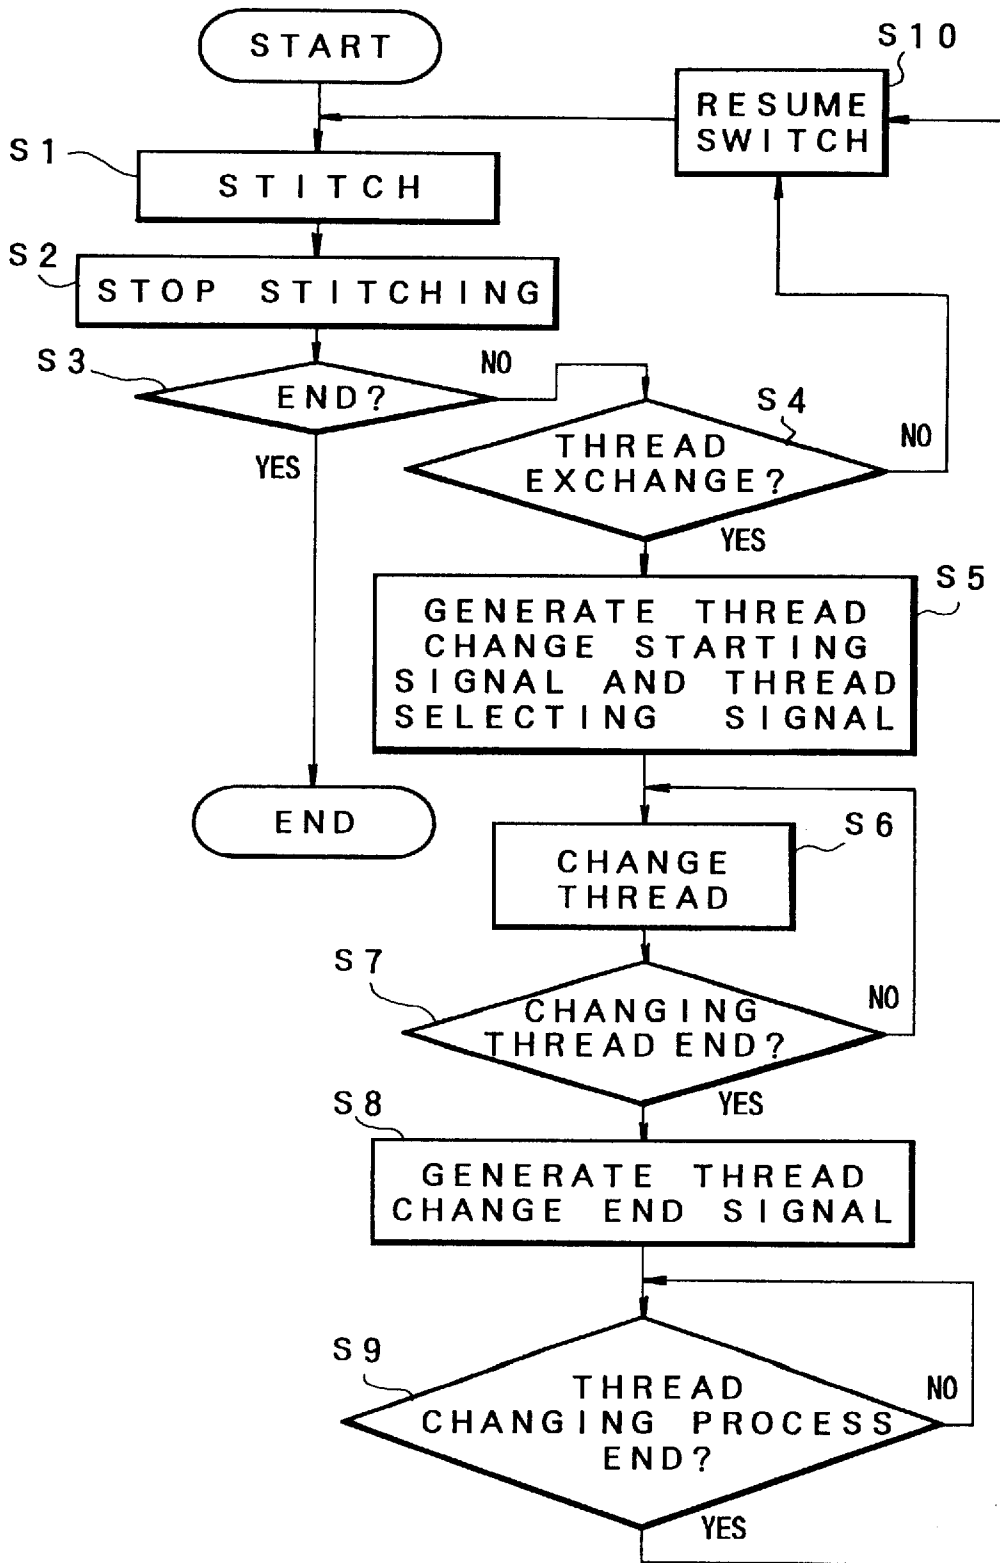 START
S10
RESUME
SWITCH
S1
STITCH
S2
STOP STITCHING
S3
END?
NO
YES
S4
THREAD
EXCHANGE?
NO
YES
S5
GENERATE THREAD
CHANGE STARTING
SIGNAL AND THREAD
SELECTING SIGNAL
END
S6
CHANGE
THREAD
S7
CHANGING
THREAD END?
NO
YES
S8
GENERATE THREAD
CHANGE END SIGNAL
S9
THREAD
CHANGING PROCESS
END?
NO
YES